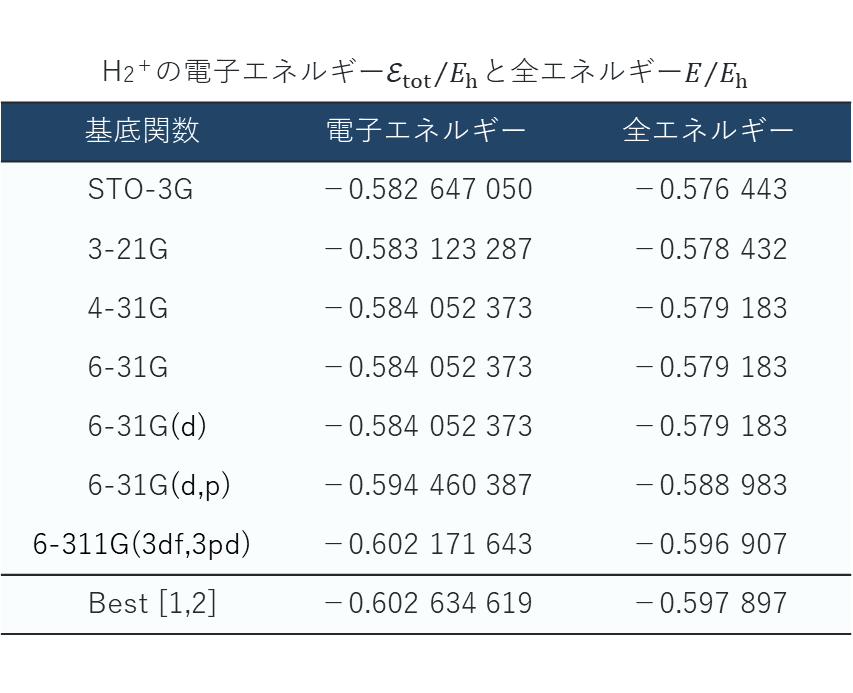 H₂⁺の電子エネルギーℰtot/Ehと全エネルギーE/Eh
基底関数 電子エネルギー 全エネルギー
STO-3G −0.582 647 050 −0.576 443
3-21G −0.583 123 287 −0.578 432
4-31G −0.584 052 373 −0.579 183
6-31G −0.584 052 373 −0.579 183
6-31G(d) −0.584 052 373 −0.579 183
6-31G(d,p) −0.594 460 387 −0.588 983
6-311G(3df,3pd) −0.602 171 643 −0.596 907
Best [1,2] −0.602 634 619 −0.597 897